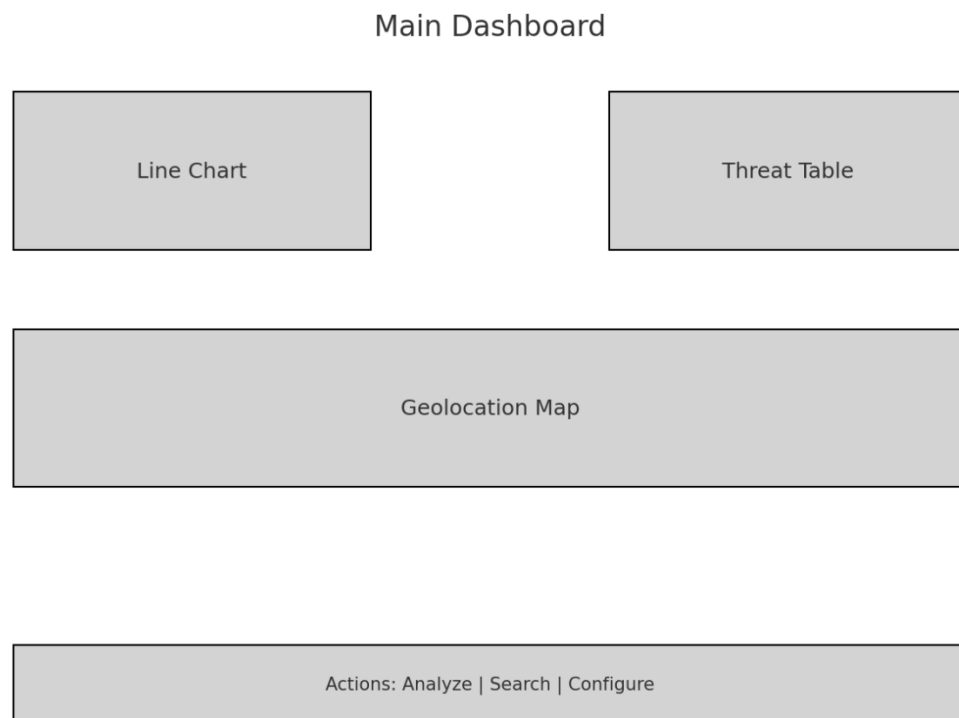 Main Dashboard
Line Chart
Threat Table
Geolocation Map
Actions: Analyze | Search | Configure